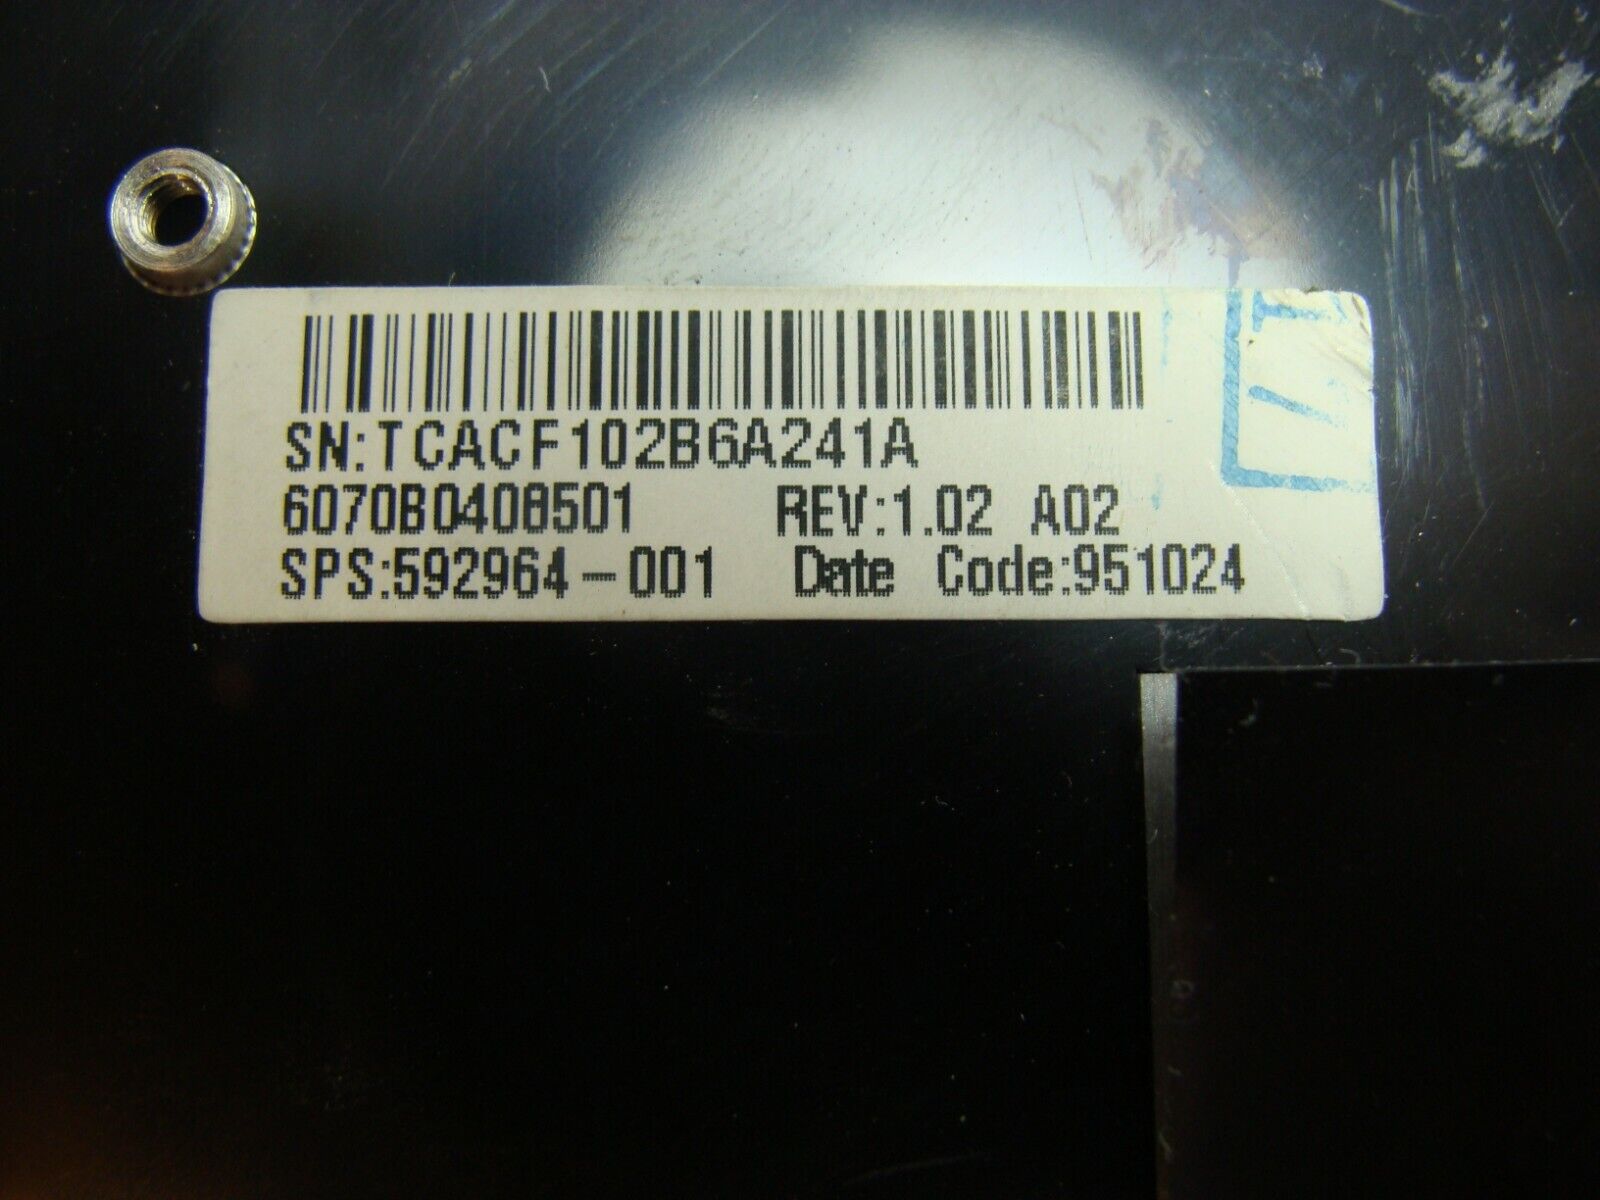 SN:TCACF102B6A241A
6070B0408501 REV:1.02 A02
SPS:592964-001 Date Code:951024